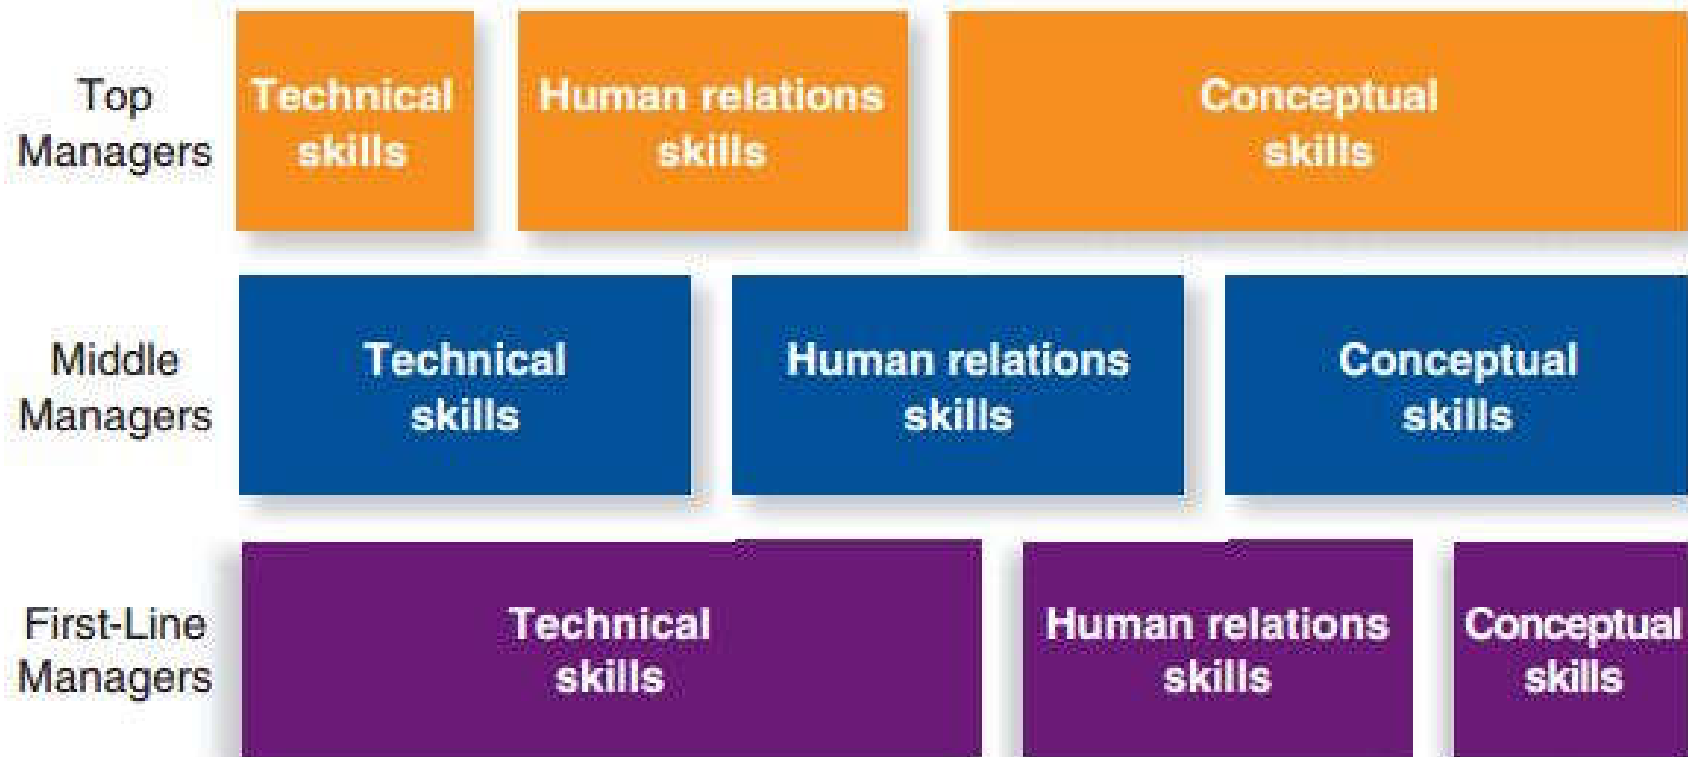 Top
Managers
Technical
skills
Human relations
skills
Conceptual
skills
Middle
Managers
Technical
skills
Human relations
skills
Conceptual
skills
First-Line
Managers
Technical
skills
Human relations
skills
Conceptual
skills